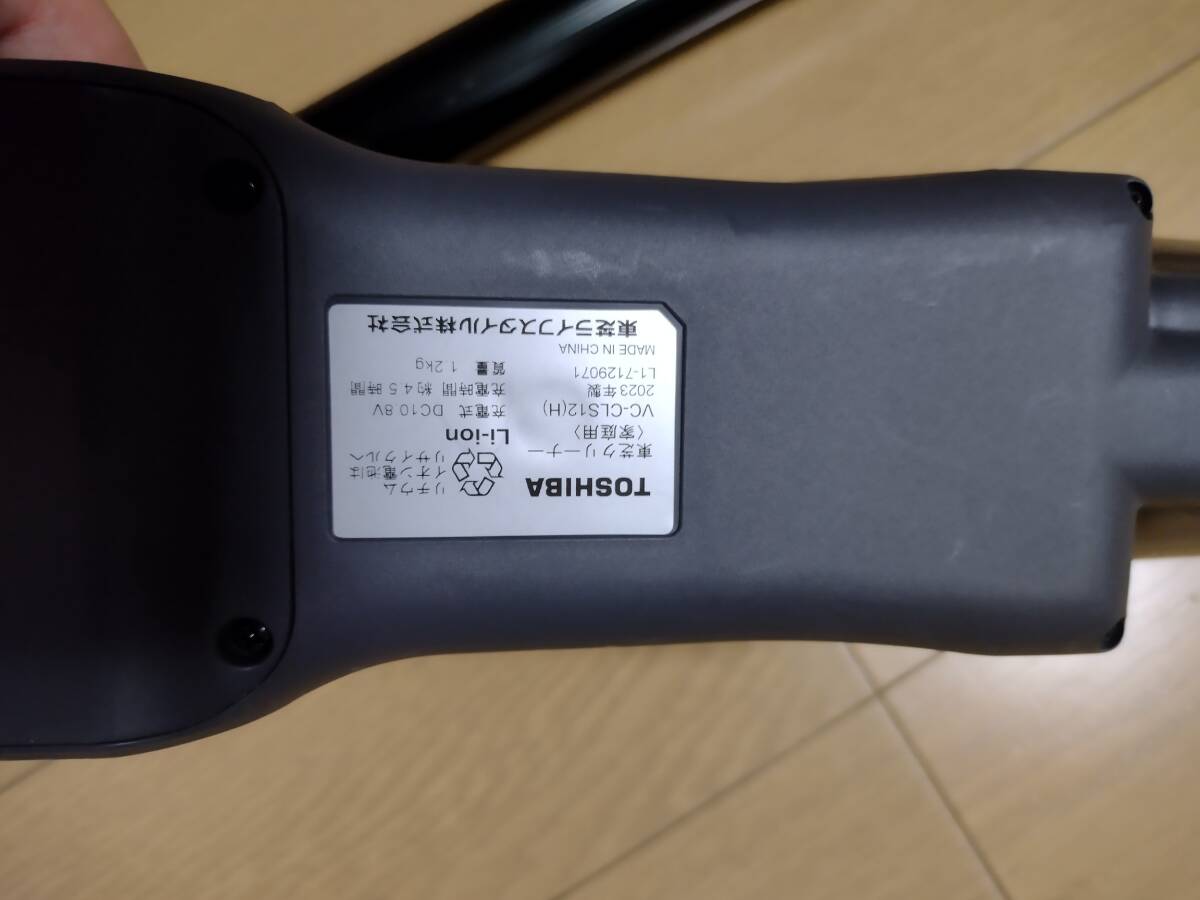 TOSHIBA
東芝クリーナー
〈家庭用〉
VC-CLS12(H)
2023年製
L1-7129071
MADE IN CHINA
リチウム
イオン電池は
リサイクルへ
Li-ion
充電式 DC10.8V
充電時間 約4.5時間
質量 1.2kg
東芝ライフスタイル株式会社